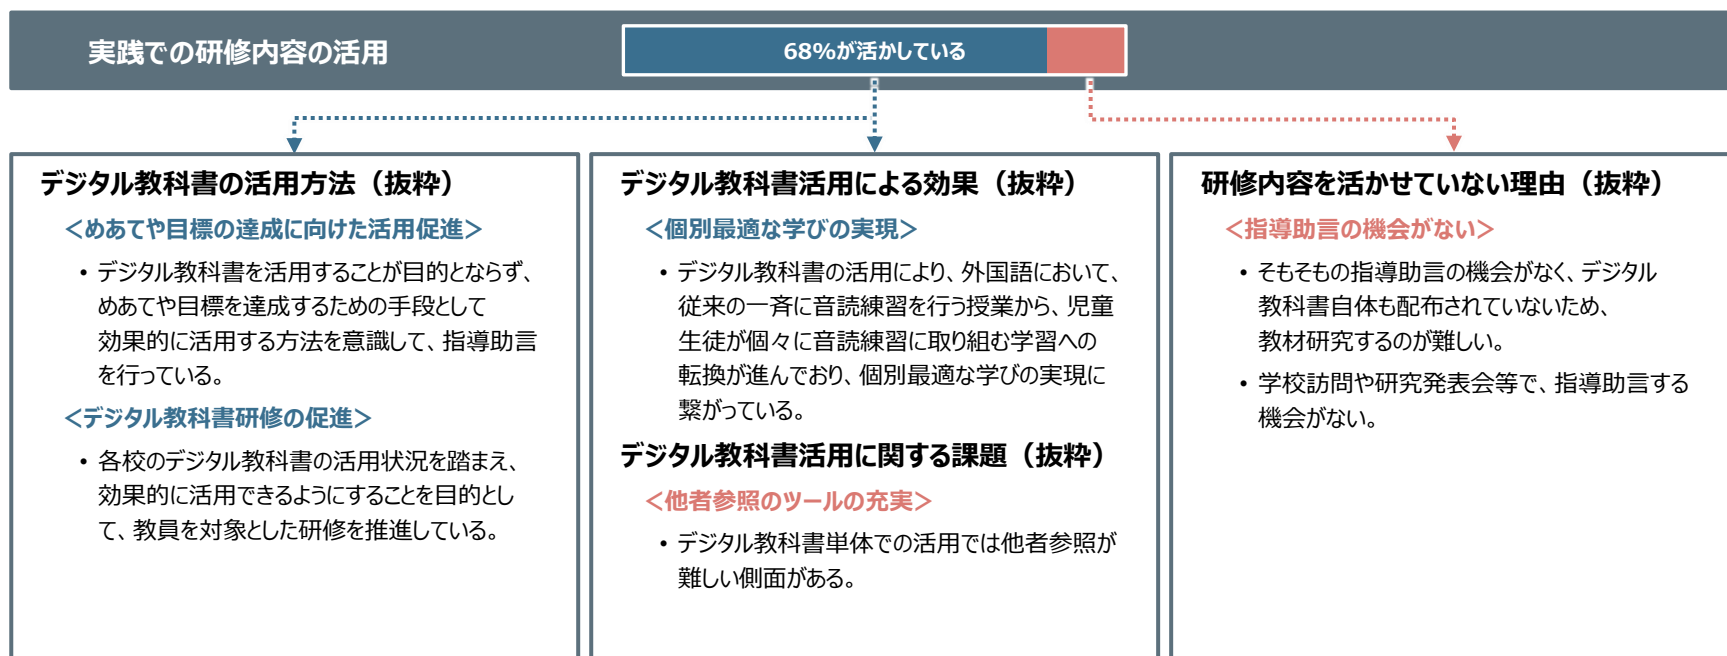 実践での研修内容の活用
68%が活かしている
デジタル教科書の活用方法（抜粋）
＜めあてや目標の達成に向けた活用促進＞
• デジタル教科書を活用することが目的とならず、
めあてや目標を達成するための手段として
効果的に活用する方法を意識して、指導助言
を行っている。
＜デジタル教科書研修の促進＞
• 各校のデジタル教科書の活用状況を踏まえ、
効果的に活用できるようにすることを目的とし
て、教員を対象とした研修を推進している。
デジタル教科書活用による効果（抜粋）
＜個別最適な学びの実現＞
• デジタル教科書の活用により、外国語において、
従来の一斉に音読練習を行う授業から、児童
生徒が個々に音読練習に取り組む学習への
転換が進んでおり、個別最適な学びの実現に
繋がっている。
デジタル教科書活用に関する課題（抜粋）
＜他者参照のツールの充実＞
• デジタル教科書単体での活用では他者参照が
難しい側面がある。
研修内容を活かせていない理由（抜粋）
＜指導助言の機会がない＞
• そもそもの指導助言の機会がなく、デジタル
教科書自体も配布されていないため、
教材研究するのが難しい。
• 学校訪問や研究発表会等で、指導助言する
機会がない。